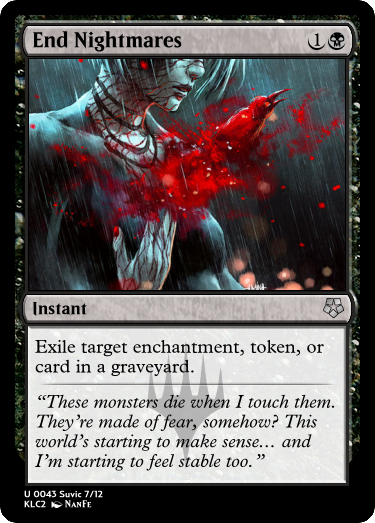 End Nightmares 1
Instant
Exile target enchantment, token, or
card in a graveyard.
“These monsters die when I touch them.
They’re made of fear, somehow? This
world’s starting to make sense… and
I’m starting to feel stable too.”
U 0043 Suvic 7/12
KLC2 NanFe